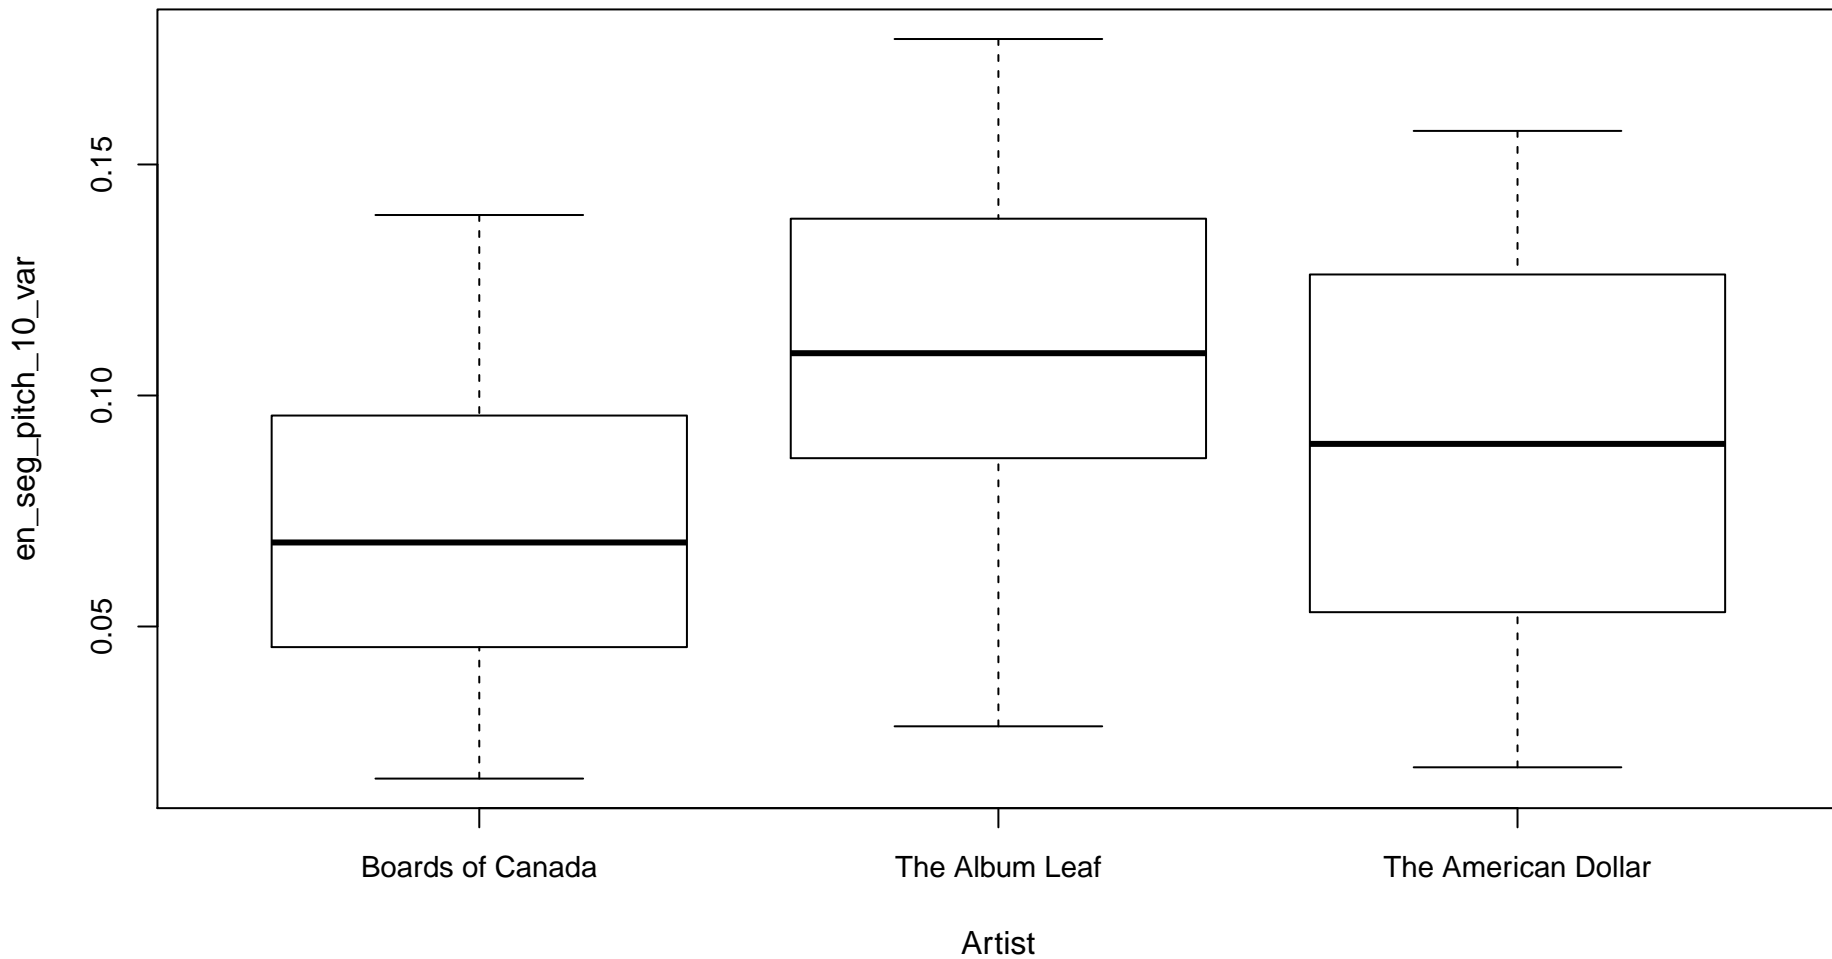 en_seg_pitch_10_var
0.15
0.10
0.05
Boards of Canada
The Album Leaf
The American Dollar
Artist